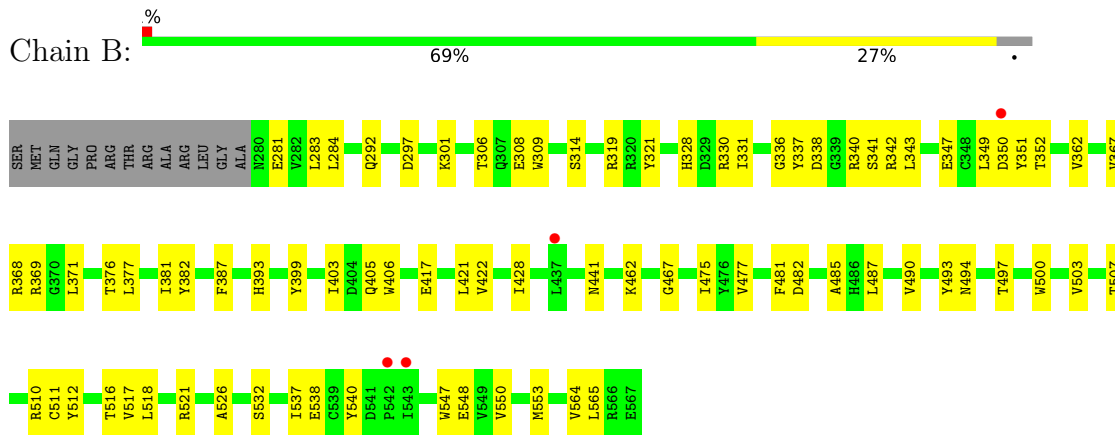 .%
Chain B:
69% 27% •
SER MET GLN GLY PRO ARG THR ARG ALA ARG LEU GLY ALA N280 E281 V282 L283 L284 Q292 D297 K301 T306 Q307 E308 W309 S314 R319 R320 Y321 H328 D329 R330 I331 G336 Y337 D338 G339 R340 S341 R342 L343 E347 C348 L349 D350 Y351 T352 V362
R368 R369 G370 L371 T376 L377 I381 Y382 F387 H393 Y399 I403 D404 Q405 W406 E417 L421 V422 I428 L437 N441 K462 G467 I475 Y476 V477 F481 D482 A485 H486 L487 V490 Y493 N494 T497 W500 V503
R510 C511 Y512 T516 V517 L518 R521 A526 S532 I537 E538 C539 Y540 D541 P542 I543 W547 E548 V549 V550 M553 V564 L565 R566 E567